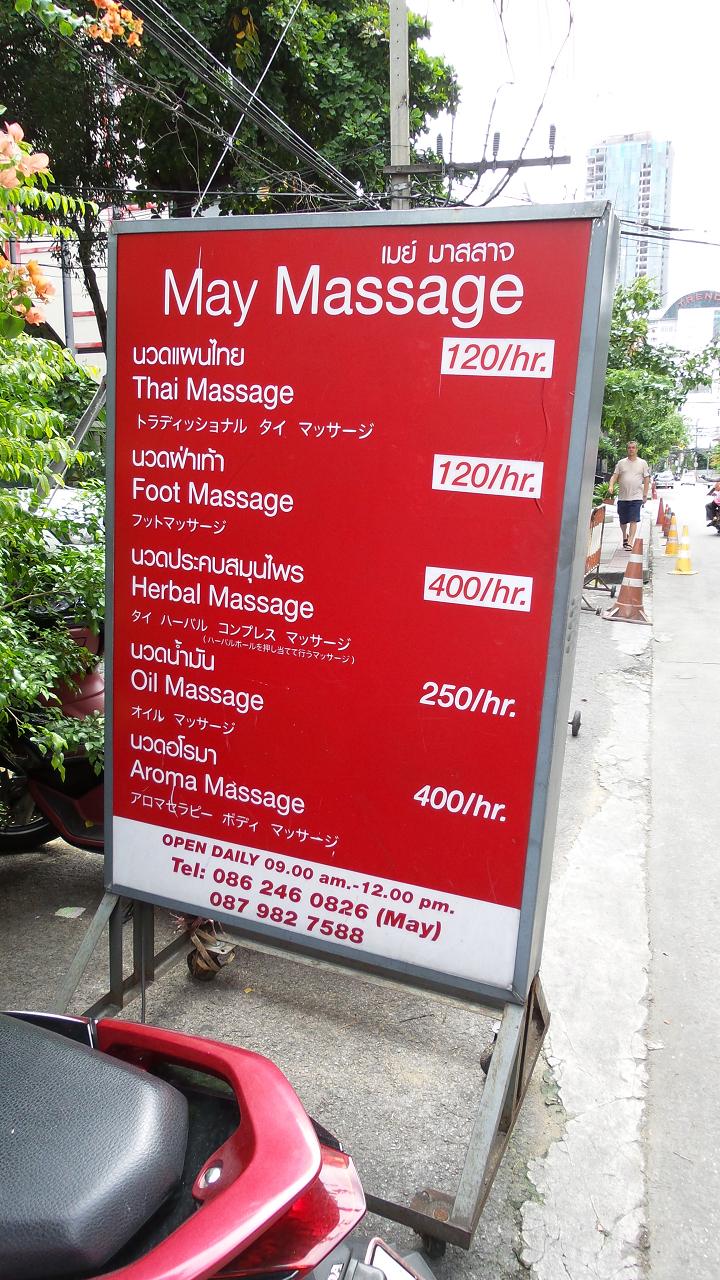 เมย์ มาสสาจ
May Massage
นวดแผนไทย
120/hr.
Thai Massage
トラディッショナル タイ マッサージ
นวดฝ่าเท้า
120/hr.
Foot Massage
フットマッサージ
นวดประคบสมุนไพร
400/hr.
Herbal Massage
タイ ハーバル コンプレス マッサージ
(ハーバルボールを押し当てて行うマッサージ)
นวดน้ำมัน
Oil Massage
250/hr.
オイル マッサージ
นวดอโรมา
Aroma Massage
400/hr.
アロマセラピー ボディ マッサージ
OPEN DAILY 09.00 am.-12.00 pm.
Tel: 086 246 0826 (May)
087 982 7588